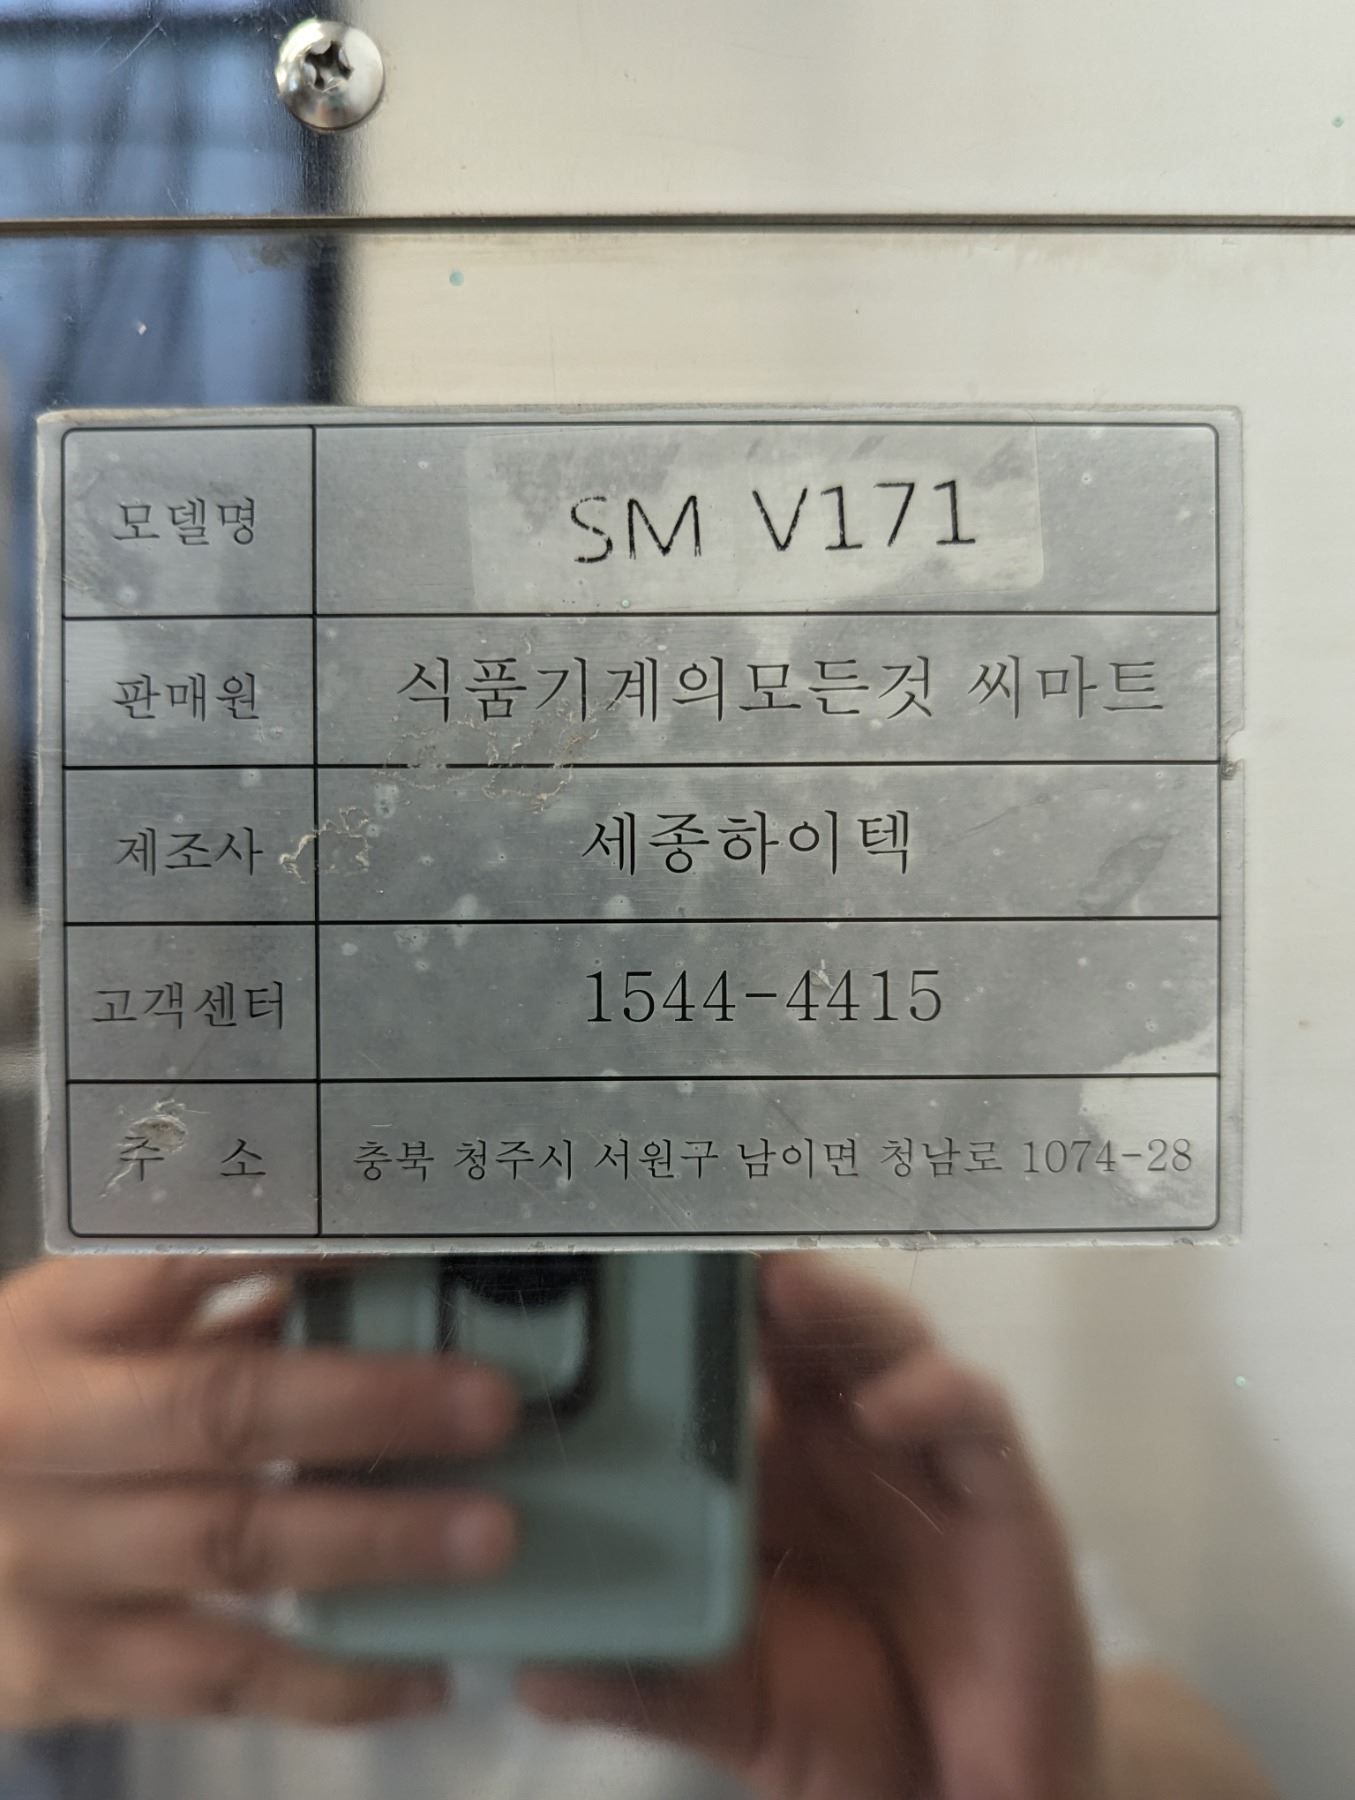 모델명 SM V171
판매원 식품기계의모든것 씨마트
제조사 세종하이텍
고객센터 1544-4415
주 소 충북 청주시 서원구 남이면 청남로 1074-28